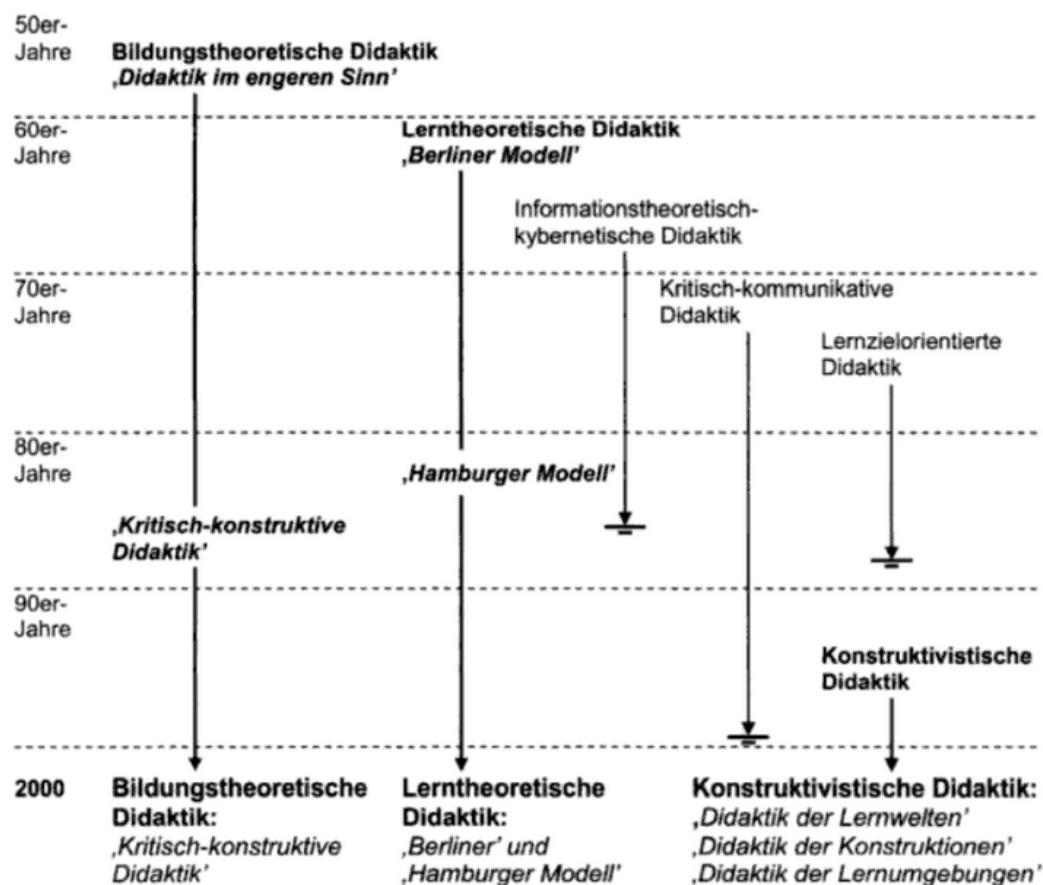 50er-
Jahre
Bildungstheoretische Didaktik
‚Didaktik im engeren Sinn’
60er-
Jahre
Lerntheoretische Didaktik
‚Berliner Modell’
Informationstheoretisch-
kybernetische Didaktik
70er-
Jahre
Kritisch-kommunikative
Didaktik
Lernzielorientierte
Didaktik
80er-
Jahre
‚Hamburger Modell’
‚Kritisch-konstruktive
Didaktik’
90er-
Jahre
Konstruktivistische
Didaktik
2000
Bildungstheoretische
Didaktik:
‚Kritisch-konstruktive
Didaktik’
Lerntheoretische
Didaktik:
‚Berliner’ und
‚Hamburger Modell’
Konstruktivistische Didaktik:
‚Didaktik der Lernwelten’
‚Didaktik der Konstruktionen’
‚Didaktik der Lernumgebungen’